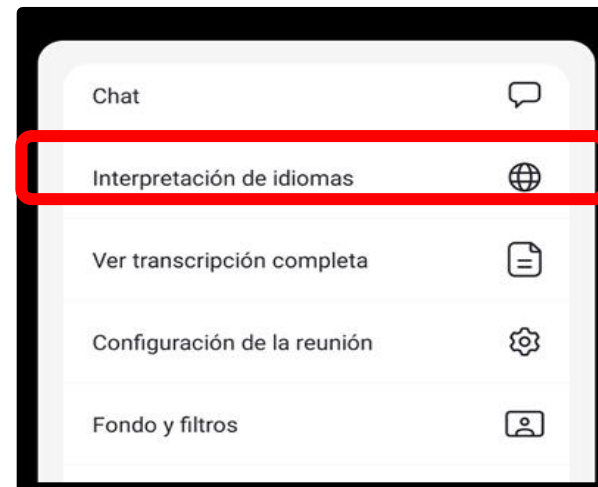 Chat
Interpretación de idiomas
Ver transcripción completa
Configuración de la reunión
Fondo y filtros